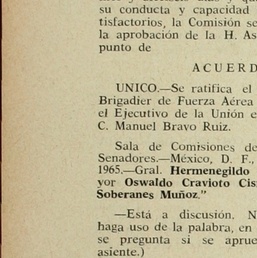 su conducta y capacidad
tisfactorios, la Comisión se
la aprobación de la H. As
punto de
ACUERD
UNICO.—Se ratifica el
Brigadier de Fuerza Aérea
el Ejecutivo de la Unión e
C. Manuel Bravo Ruiz.
Sala de Comisiones de
Senadores.—México, D. F.,
1965.—Gral. Hermenegildo
yor Oswaldo Cravioto Cis
Soberanes Muñoz."
—Está a discusión. N
haga uso de la palabra, en
se pregunta si se aprue
asiente.)